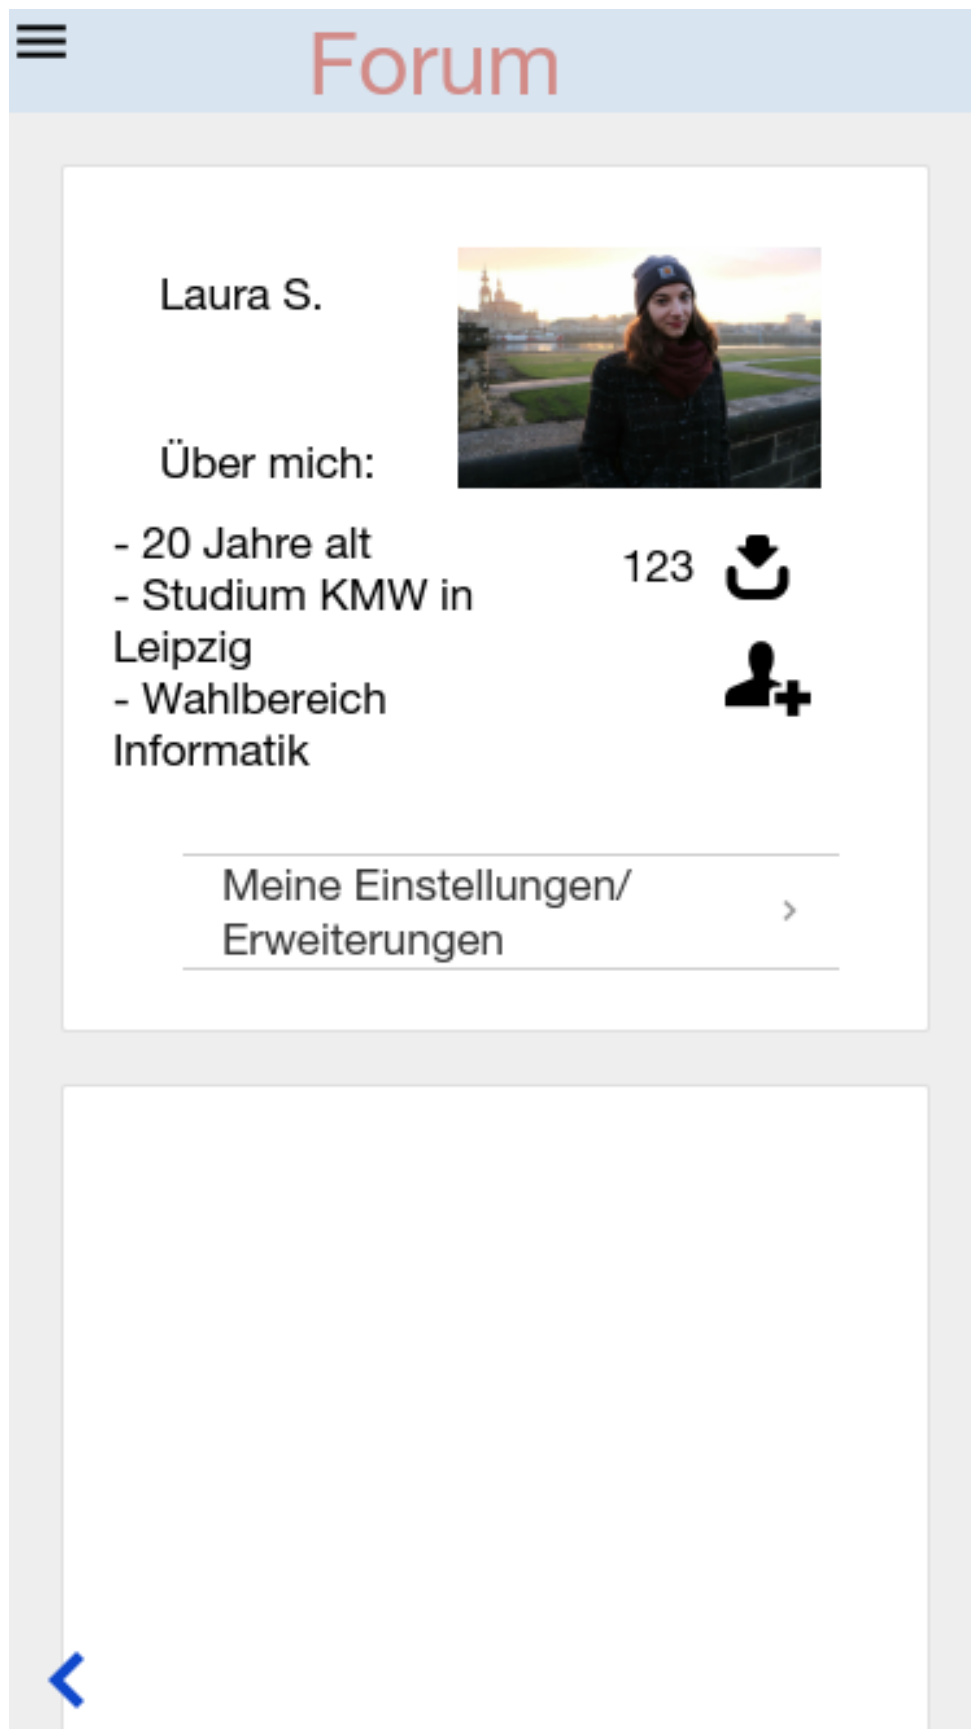 Forum
Laura S.
Über mich:
- 20 Jahre alt
- Studium KMW in
Leipzig
- Wahlbereich
Informatik
123
Meine Einstellungen/
Erweiterungen